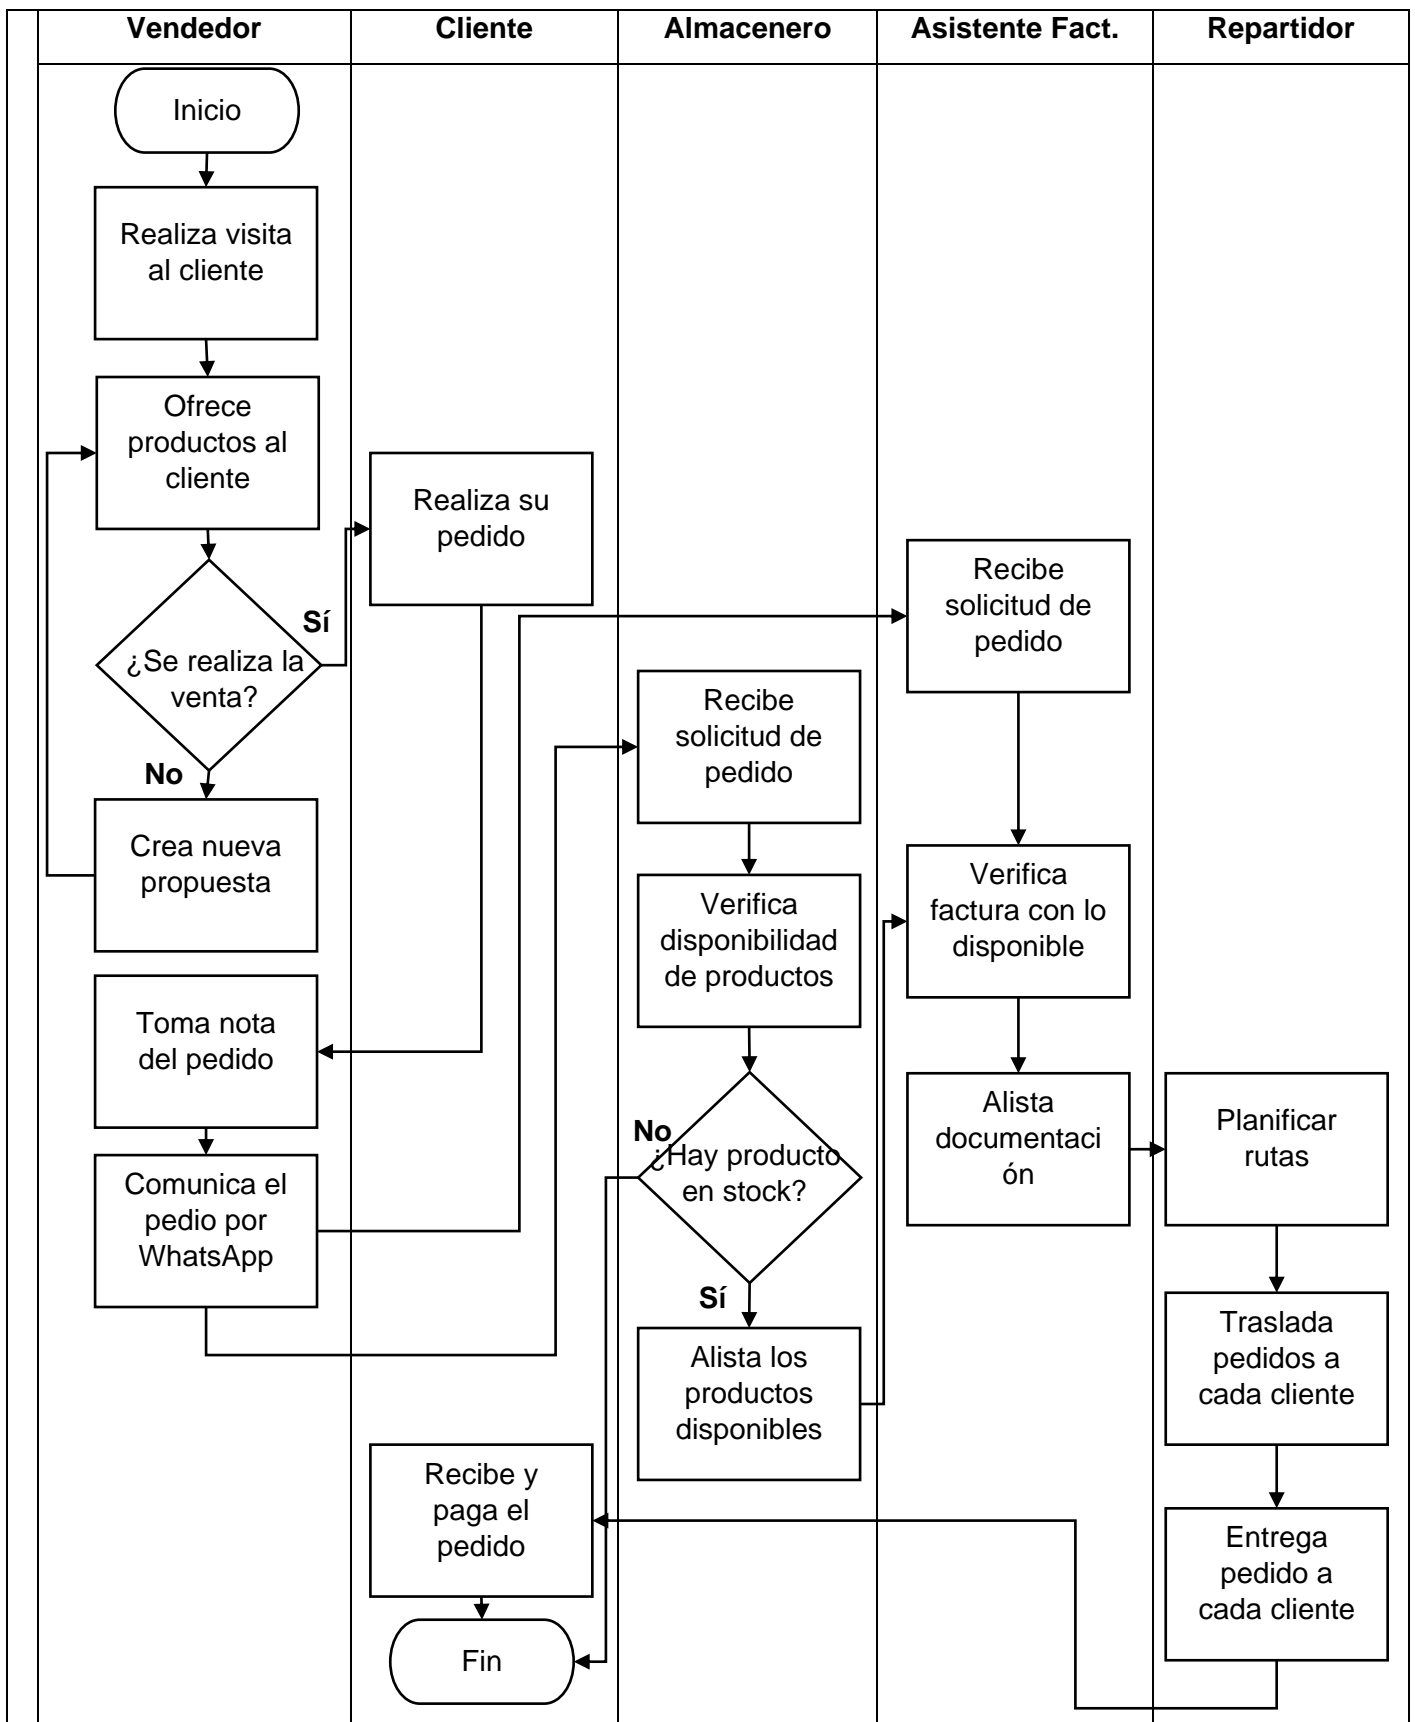 Vendedor
Cliente
Almacenero
Asistente Fact.
Repartidor
Inicio
Realiza visita
al cliente
Ofrece
productos al
cliente
¿Se realiza la
venta?
Sí
No
Crea nueva
propuesta
Toma nota
del pedido
Comunica el
pedio por
WhatsApp
Realiza su
pedido
Recibe y
paga el
pedido
Fin
Recibe
solicitud de
pedido
Verifica
disponibilidad
de productos
No
¿Hay producto
en stock?
Sí
Alista los
productos
disponibles
Recibe
solicitud de
pedido
Verifica
factura con lo
disponible
Alista
documentaci
ón
Planificar
rutas
Traslada
pedidos a
cada cliente
Entrega
pedido a
cada cliente